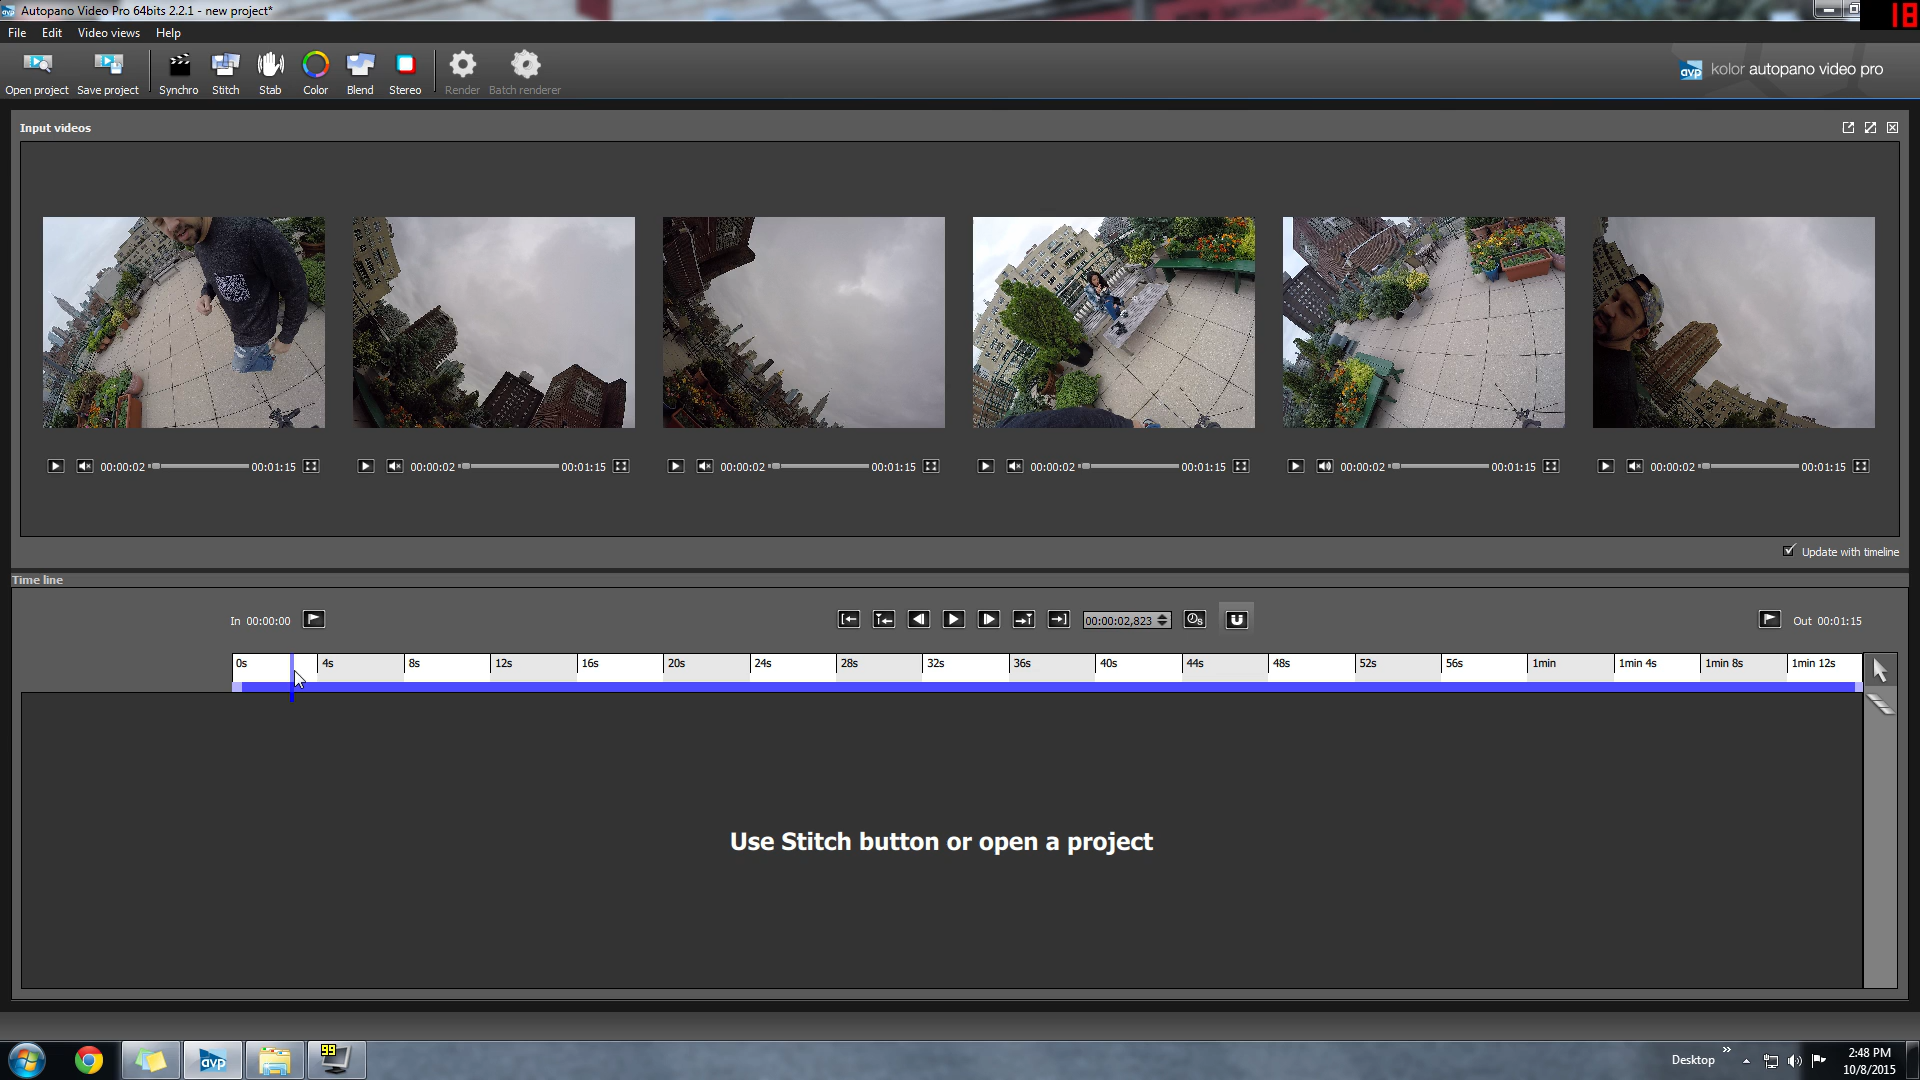 Autopano Video Pro 64bits 2.2.1 - new project*
18
File Edit Video views Help
Open project Save project Synchro Stitch Stab Color Blend Stereo Render Batch renderer
avp kolor autopano video pro
Input videos
00:00:02 00:01:15 00:00:02 00:01:15 00:00:02 00:01:15 00:00:02 00:01:15 00:00:02 00:01:15 00:00:02 00:01:15
Update with timeline
Time line
In 00:00:00 00:00:02,823 Out 00:01:15
0s 4s 8s 12s 16s 20s 24s 28s 32s 36s 40s 44s 48s 52s 56s 1min 1min 4s 1min 8s 1min 12s
Use Stitch button or open a project
avp 99 Desktop 2:48 PM
10/8/2015